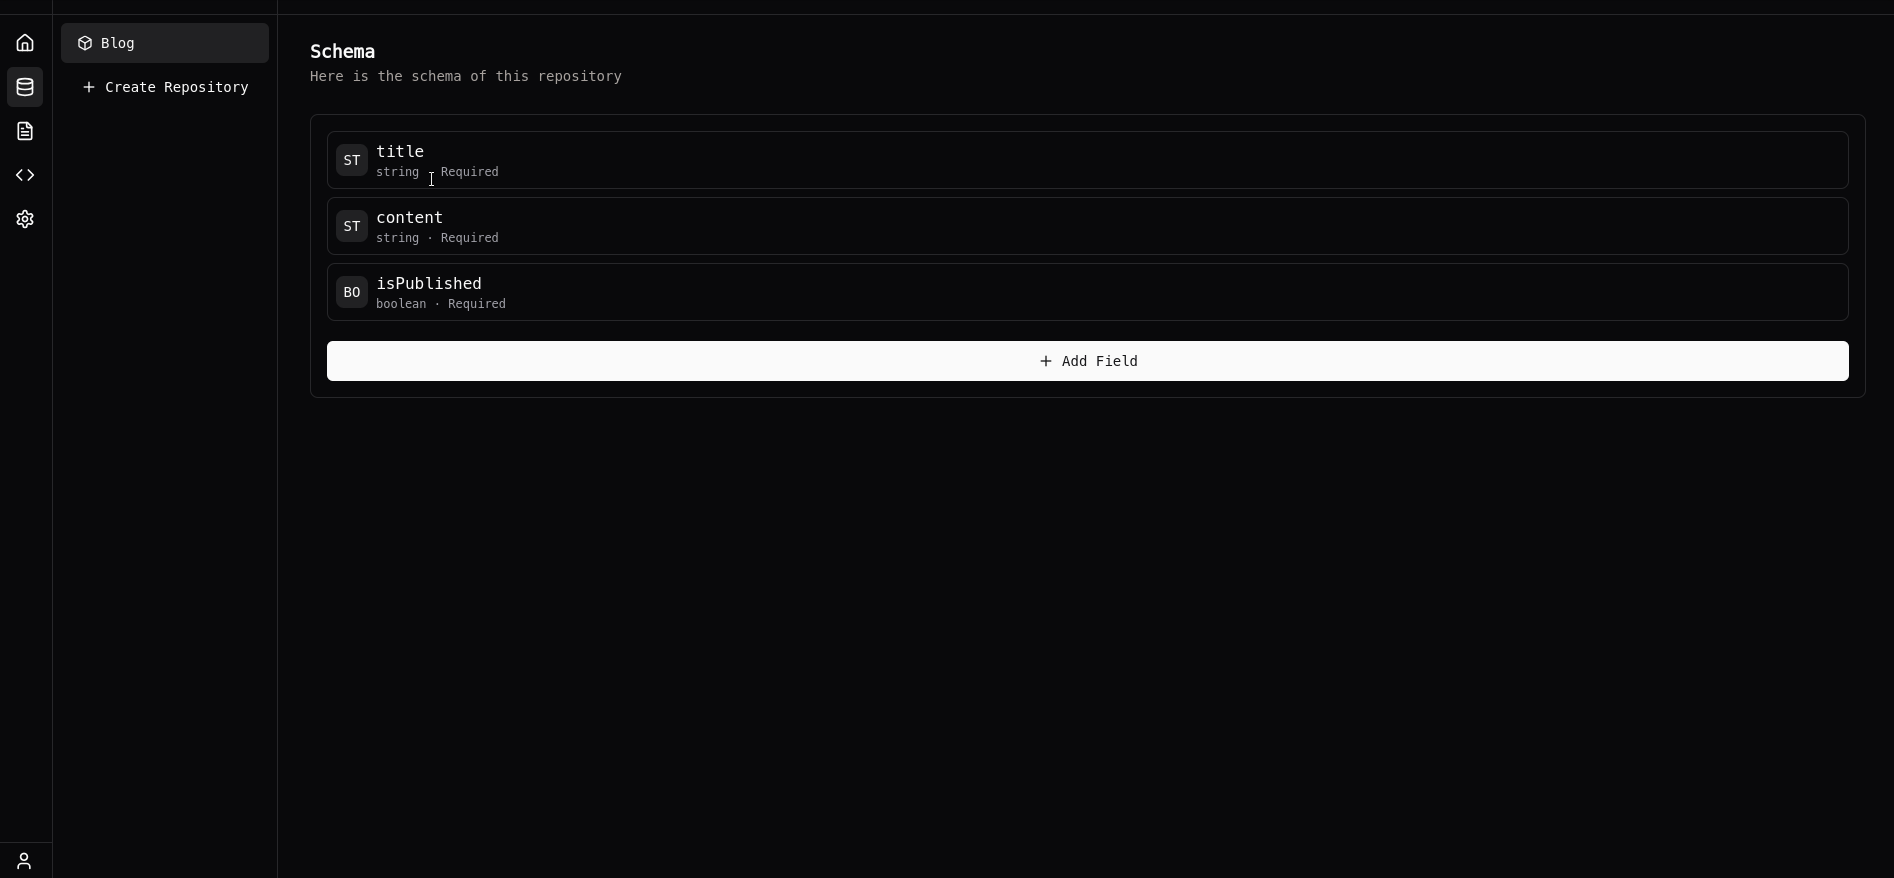 Blog
Create Repository
Schema
Here is the schema of this repository
ST
title
string Required
ST
content
string · Required
BO
isPublished
boolean · Required
Add Field